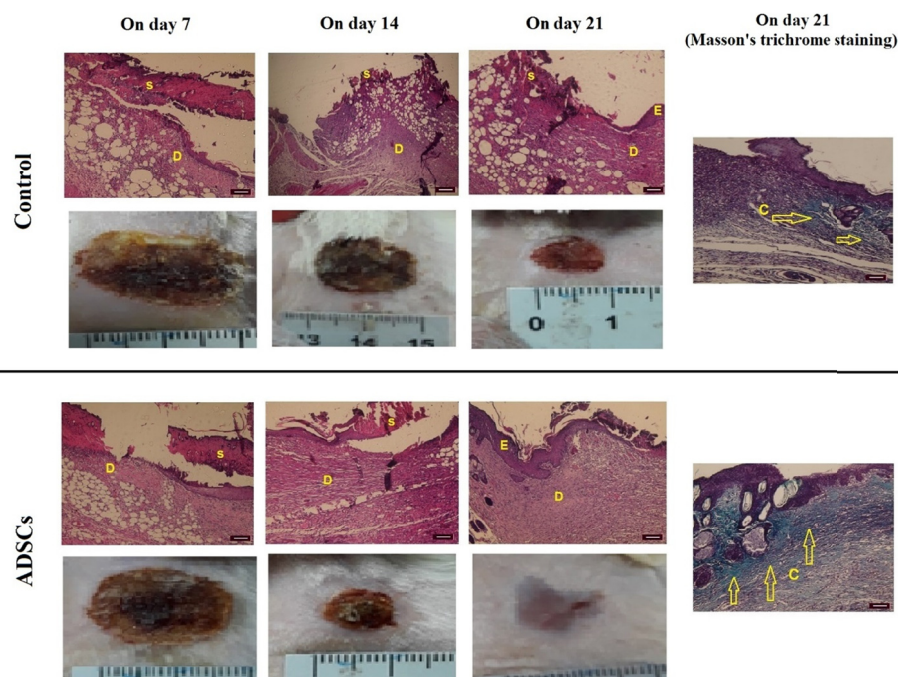 On day 7
On day 14
On day 21
On day 21
(Masson's trichrome staining)
Control
S
D
S
D
S
E
D
C
13 14 15
0 1
ADSCs
D
S
S
D
E
D
C